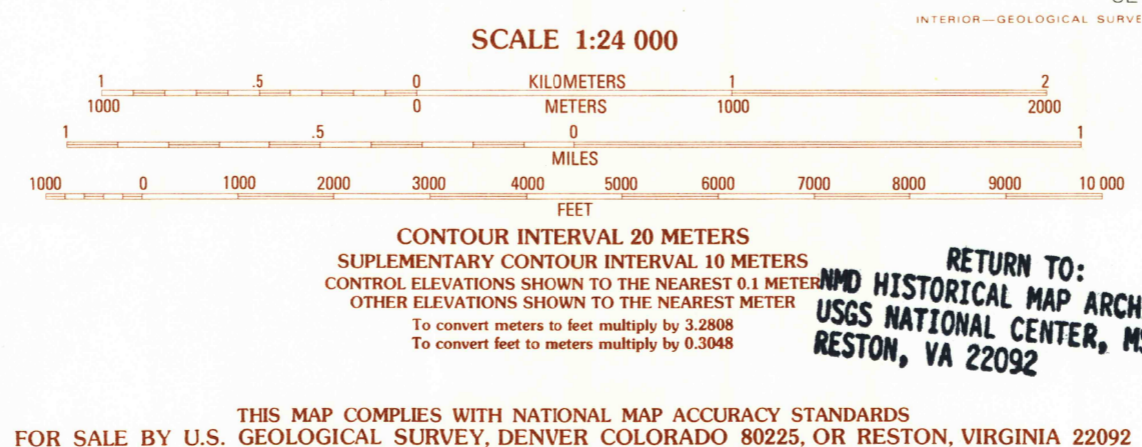 INTERIOR—GEOLOGICAL
SCALE 1:24 000
1 .5 0 KILOMETERS 1 2
1000 0 METERS 1000 2000
1 .5 0 1
MILES
1000 0 1000 2000 3000 4000 5000 6000 7000 8000 9000 10 000
FEET
CONTOUR INTERVAL 20 METERS
SUPLEMENTARY CONTOUR INTERVAL 10 METERS
CONTROL ELEVATIONS SHOWN TO THE NEAREST 0.1 METER
OTHER ELEVATIONS SHOWN TO THE NEAREST METER
To convert meters to feet multiply by 3.2808
To convert feet to meters multiply by 0.3048
RETURN TO:
NMD HISTORICAL MAP ARCH
USGS NATIONAL CENTER,
RESTON, VA 22092
THIS MAP COMPLIES WITH NATIONAL MAP ACCURACY STANDARDS
FOR SALE BY U.S. GEOLOGICAL SURVEY, DENVER COLORADO 80225, OR RESTON, VIRGINIA 22092